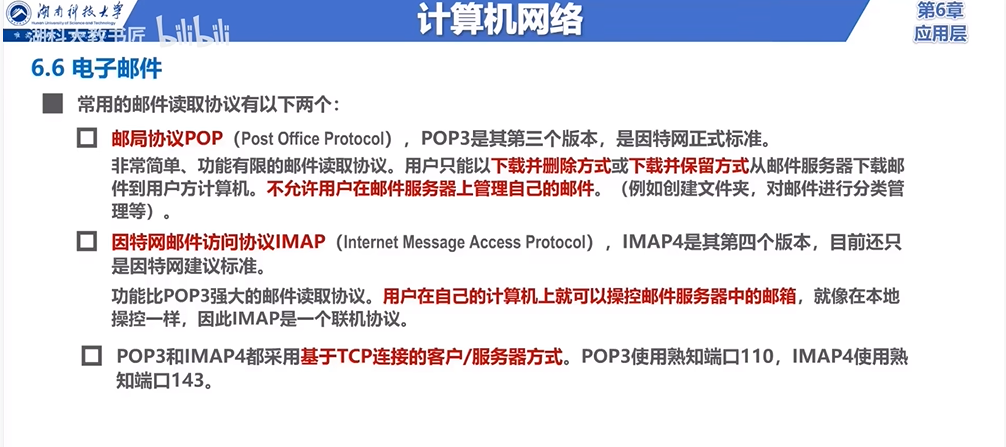 湖南科技大学
Hunan University of Science and Technology
湖科大教书匠 bilibili
计算机网络
第6章
应用层
6.6 电子邮件
常用的邮件读取协议有以下两个：
邮局协议POP（Post Office Protocol），POP3是其第三个版本，是因特网正式标准。
非常简单、功能有限的邮件读取协议。用户只能以下载并删除方式或下载并保留方式从邮件服务器下载邮
件到用户方计算机。不允许用户在邮件服务器上管理自己的邮件。（例如创建文件夹，对邮件进行分类管
理等）。
因特网邮件访问协议IMAP（Internet Message Access Protocol），IMAP4是其第四个版本，目前还只
是因特网建议标准。
功能比POP3强大的邮件读取协议。用户在自己的计算机上就可以操控邮件服务器中的邮箱，就像在本地
操控一样，因此IMAP是一个联机协议。
POP3和IMAP4都采用基于TCP连接的客户/服务器方式。POP3使用熟知端口110，IMAP4使用熟
知端口143。